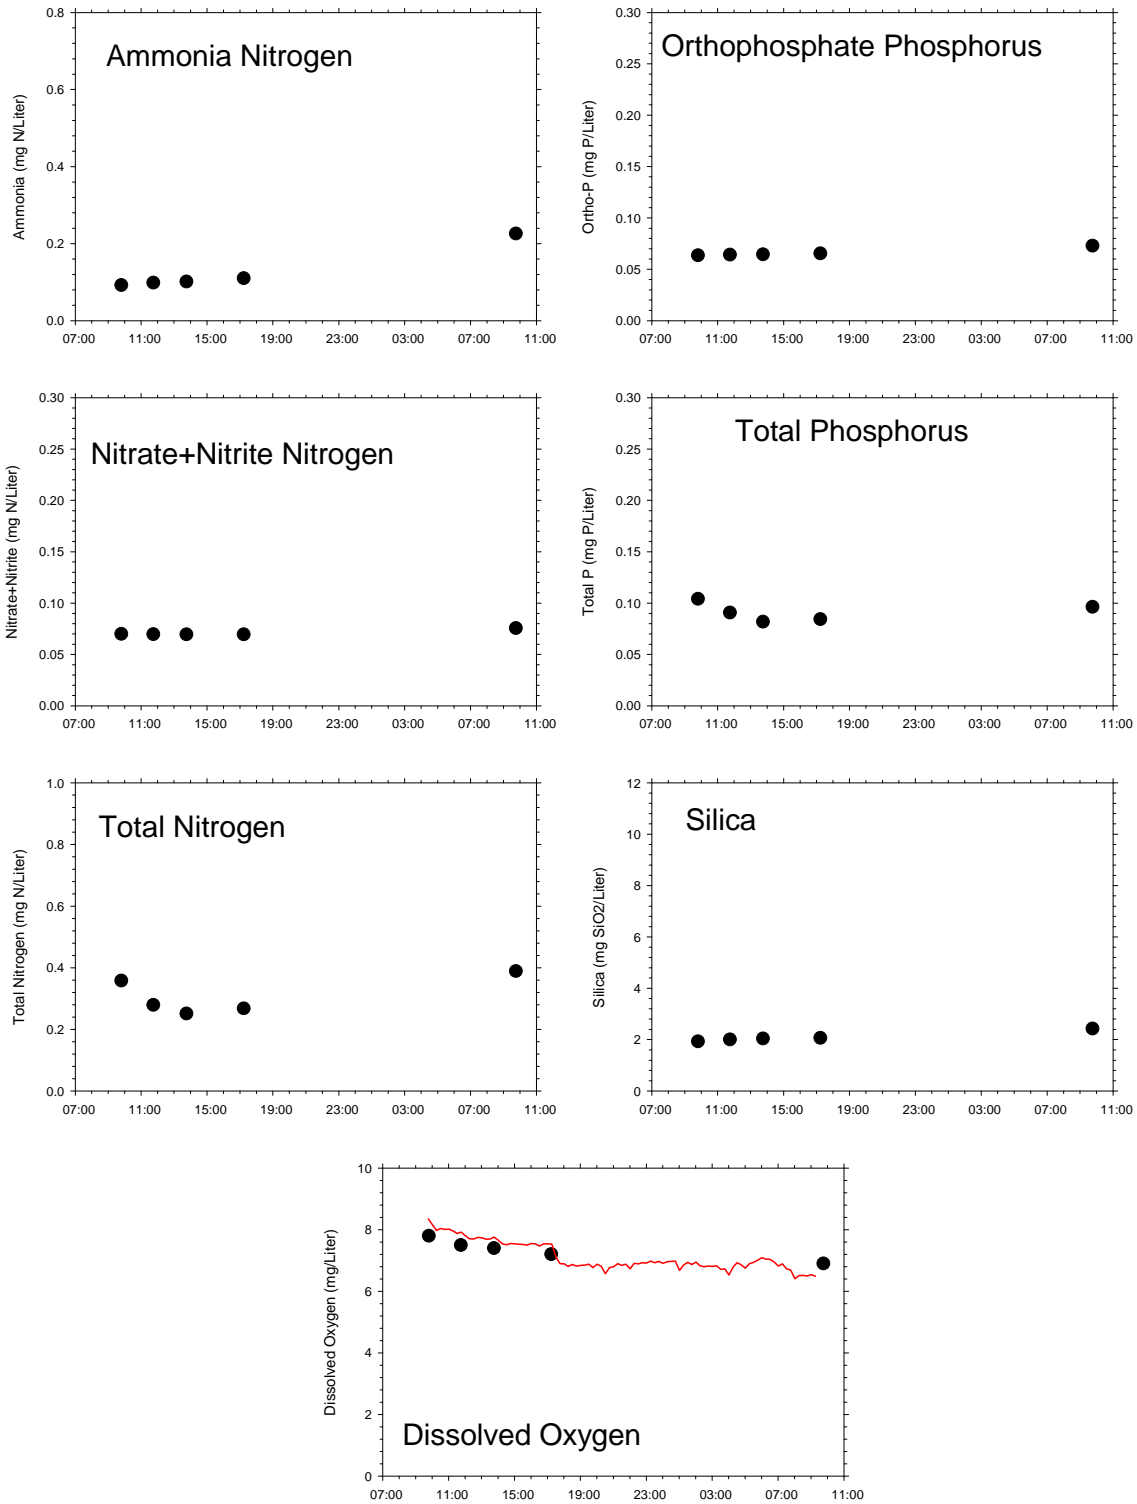 Ammonia Nitrogen
Ammonia (mg N/Liter)
0.8
0.6
0.4
0.2
0.0
07:00 11:00 15:00 19:00 23:00 03:00 07:00 11:00
Orthophosphate Phosphorus
Ortho-P (mg P/Liter)
0.30
0.25
0.20
0.15
0.10
0.05
0.00
07:00 11:00 15:00 19:00 23:00 03:00 07:00 11:00
Nitrate+Nitrite Nitrogen
Nitrate+Nitrite (mg N/Liter)
0.30
0.25
0.20
0.15
0.10
0.05
0.00
07:00 11:00 15:00 19:00 23:00 03:00 07:00 11:00
Total Phosphorus
Total P (mg P/Liter)
0.30
0.25
0.20
0.15
0.10
0.05
0.00
07:00 11:00 15:00 19:00 23:00 03:00 07:00 11:00
Total Nitrogen
Total Nitrogen (mg N/Liter)
1.0
0.8
0.6
0.4
0.2
0.0
07:00 11:00 15:00 19:00 23:00 03:00 07:00 11:00
Silica
Silica (mg SiO2/Liter)
12
10
8
6
4
2
0
07:00 11:00 15:00 19:00 23:00 03:00 07:00 11:00
Dissolved Oxygen (mg/Liter)
10
8
6
4
2
0
Dissolved Oxygen
07:00 11:00 15:00 19:00 23:00 03:00 07:00 11:00